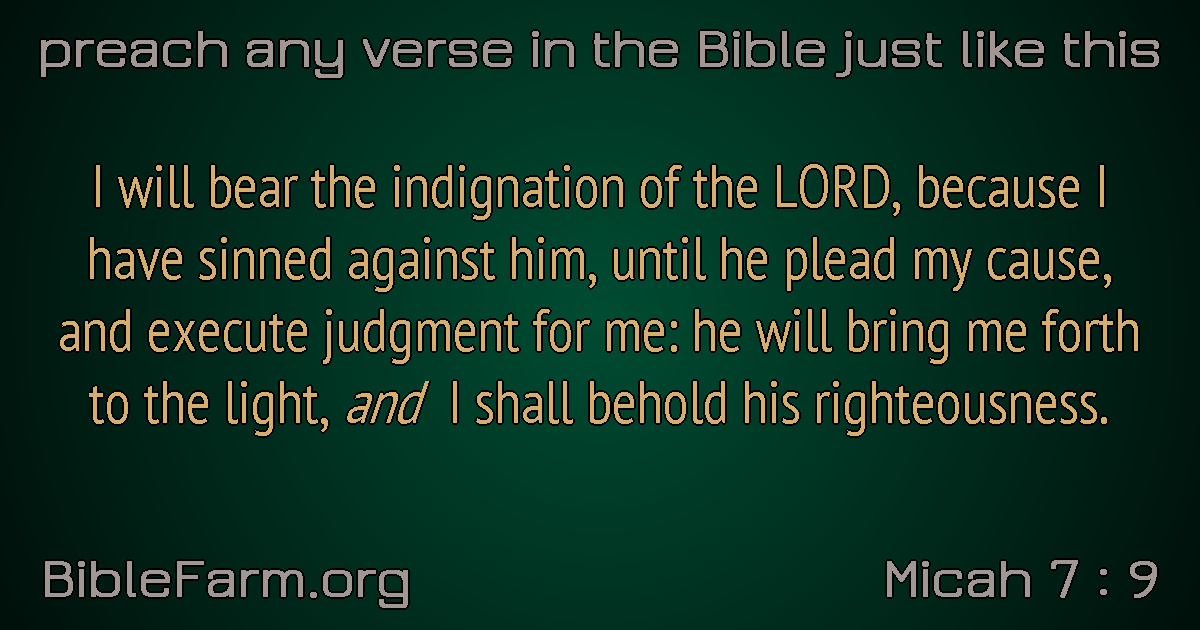 preach any verse in the Bible just like this
I will bear the indignation of the LORD, because I
have sinned against him, until he plead my cause,
and execute judgment for me: he will bring me forth
to the light, and I shall behold his righteousness.
BibleFarm.org
Micah 7 : 9